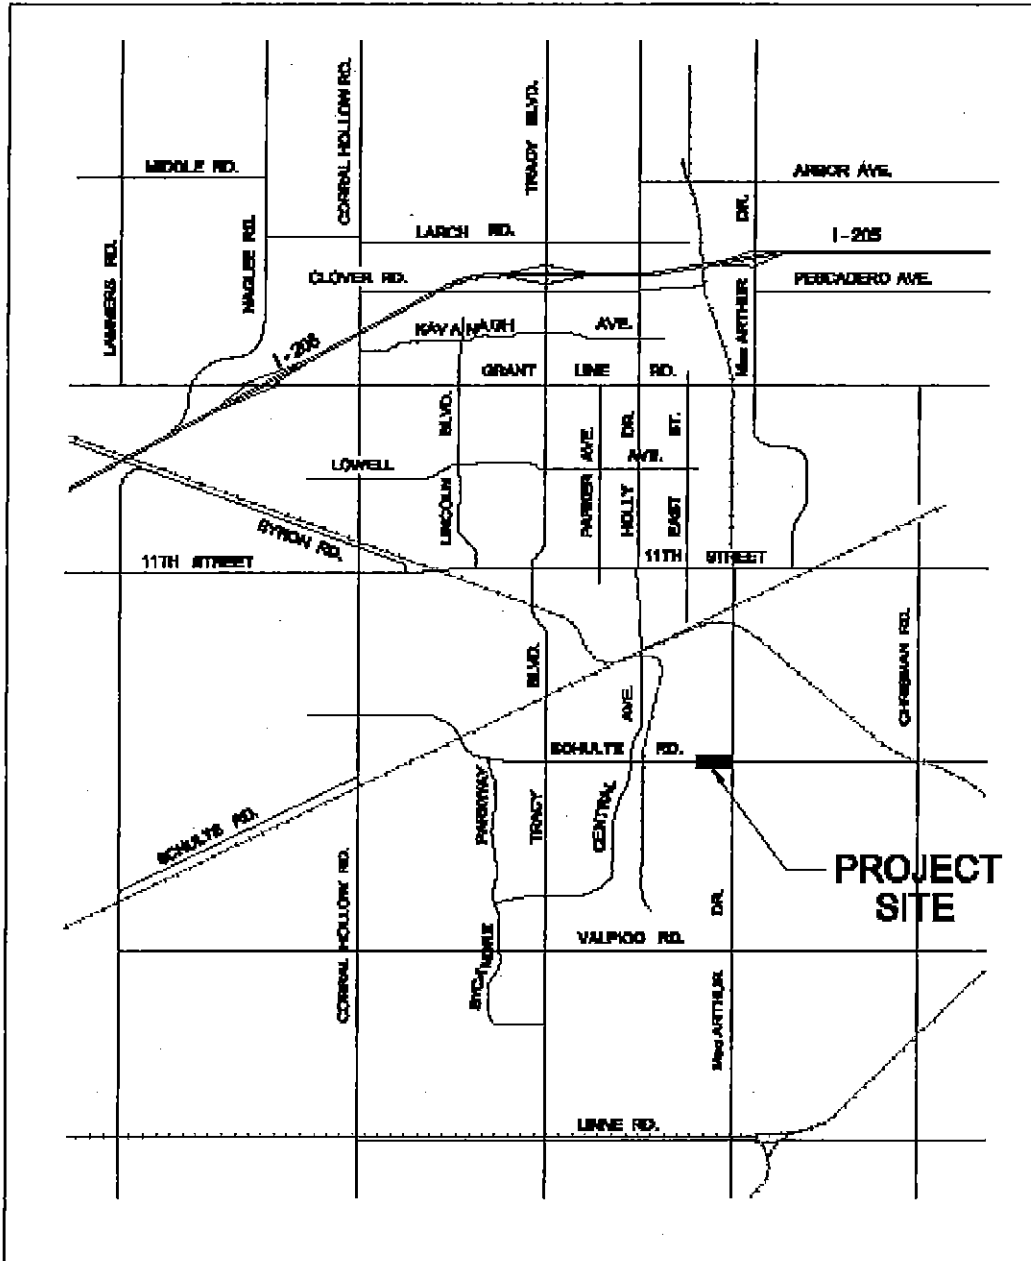 CORRAL HOLLOW RD.
TRACY BLVD.
MIDDLE RD.
ARBOR AVE.
NAGLEE RD.
LARCH RD.
DR.
I-205
LAMMERS RD.
CLOVER RD.
Mac ARTHUR
PESCADERO AVE.
KAVANAGH AVE.
I-205
GRANT LINE RD.
BLVD.
LINCOLN
PARKER AVE.
HOLLY DR.
EAST ST.
LOWELL AVE.
BYRON RD.
11TH STREET
11TH STREET
CHRISMAN RD.
BLVD.
AVE.
SCHULTE RD.
PARKWAY
TRACY
CENTRAL
SCHULTE RD.
PROJECT
SITE
CORRAL HOLLOW RD.
DR.
VALPICO RD.
MacARTHUR
LINNE RD.